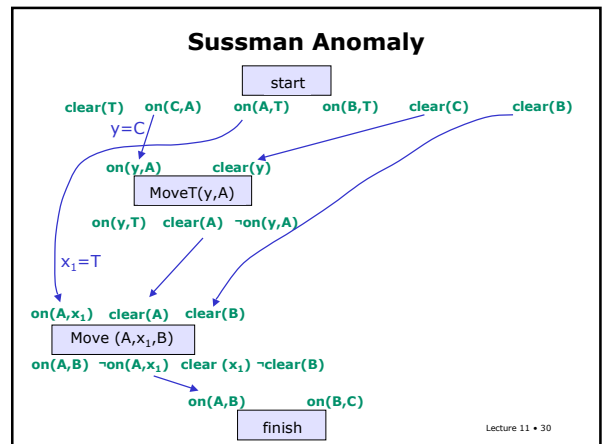 Sussman Anomaly
start
clear(T) on(C,A) on(A,T) on(B,T) clear(C) clear(B)
y=C
on(y,A) clear(y)
MoveT(y,A)
on(y,T) clear(A) ¬on(y,A)
x₁=T
on(A,x₁) clear(A) clear(B)
Move (A,x₁,B)
on(A,B) ¬on(A,x₁) clear (x₁) ¬clear(B)
on(A,B) on(B,C)
finish
Lecture 11 • 30